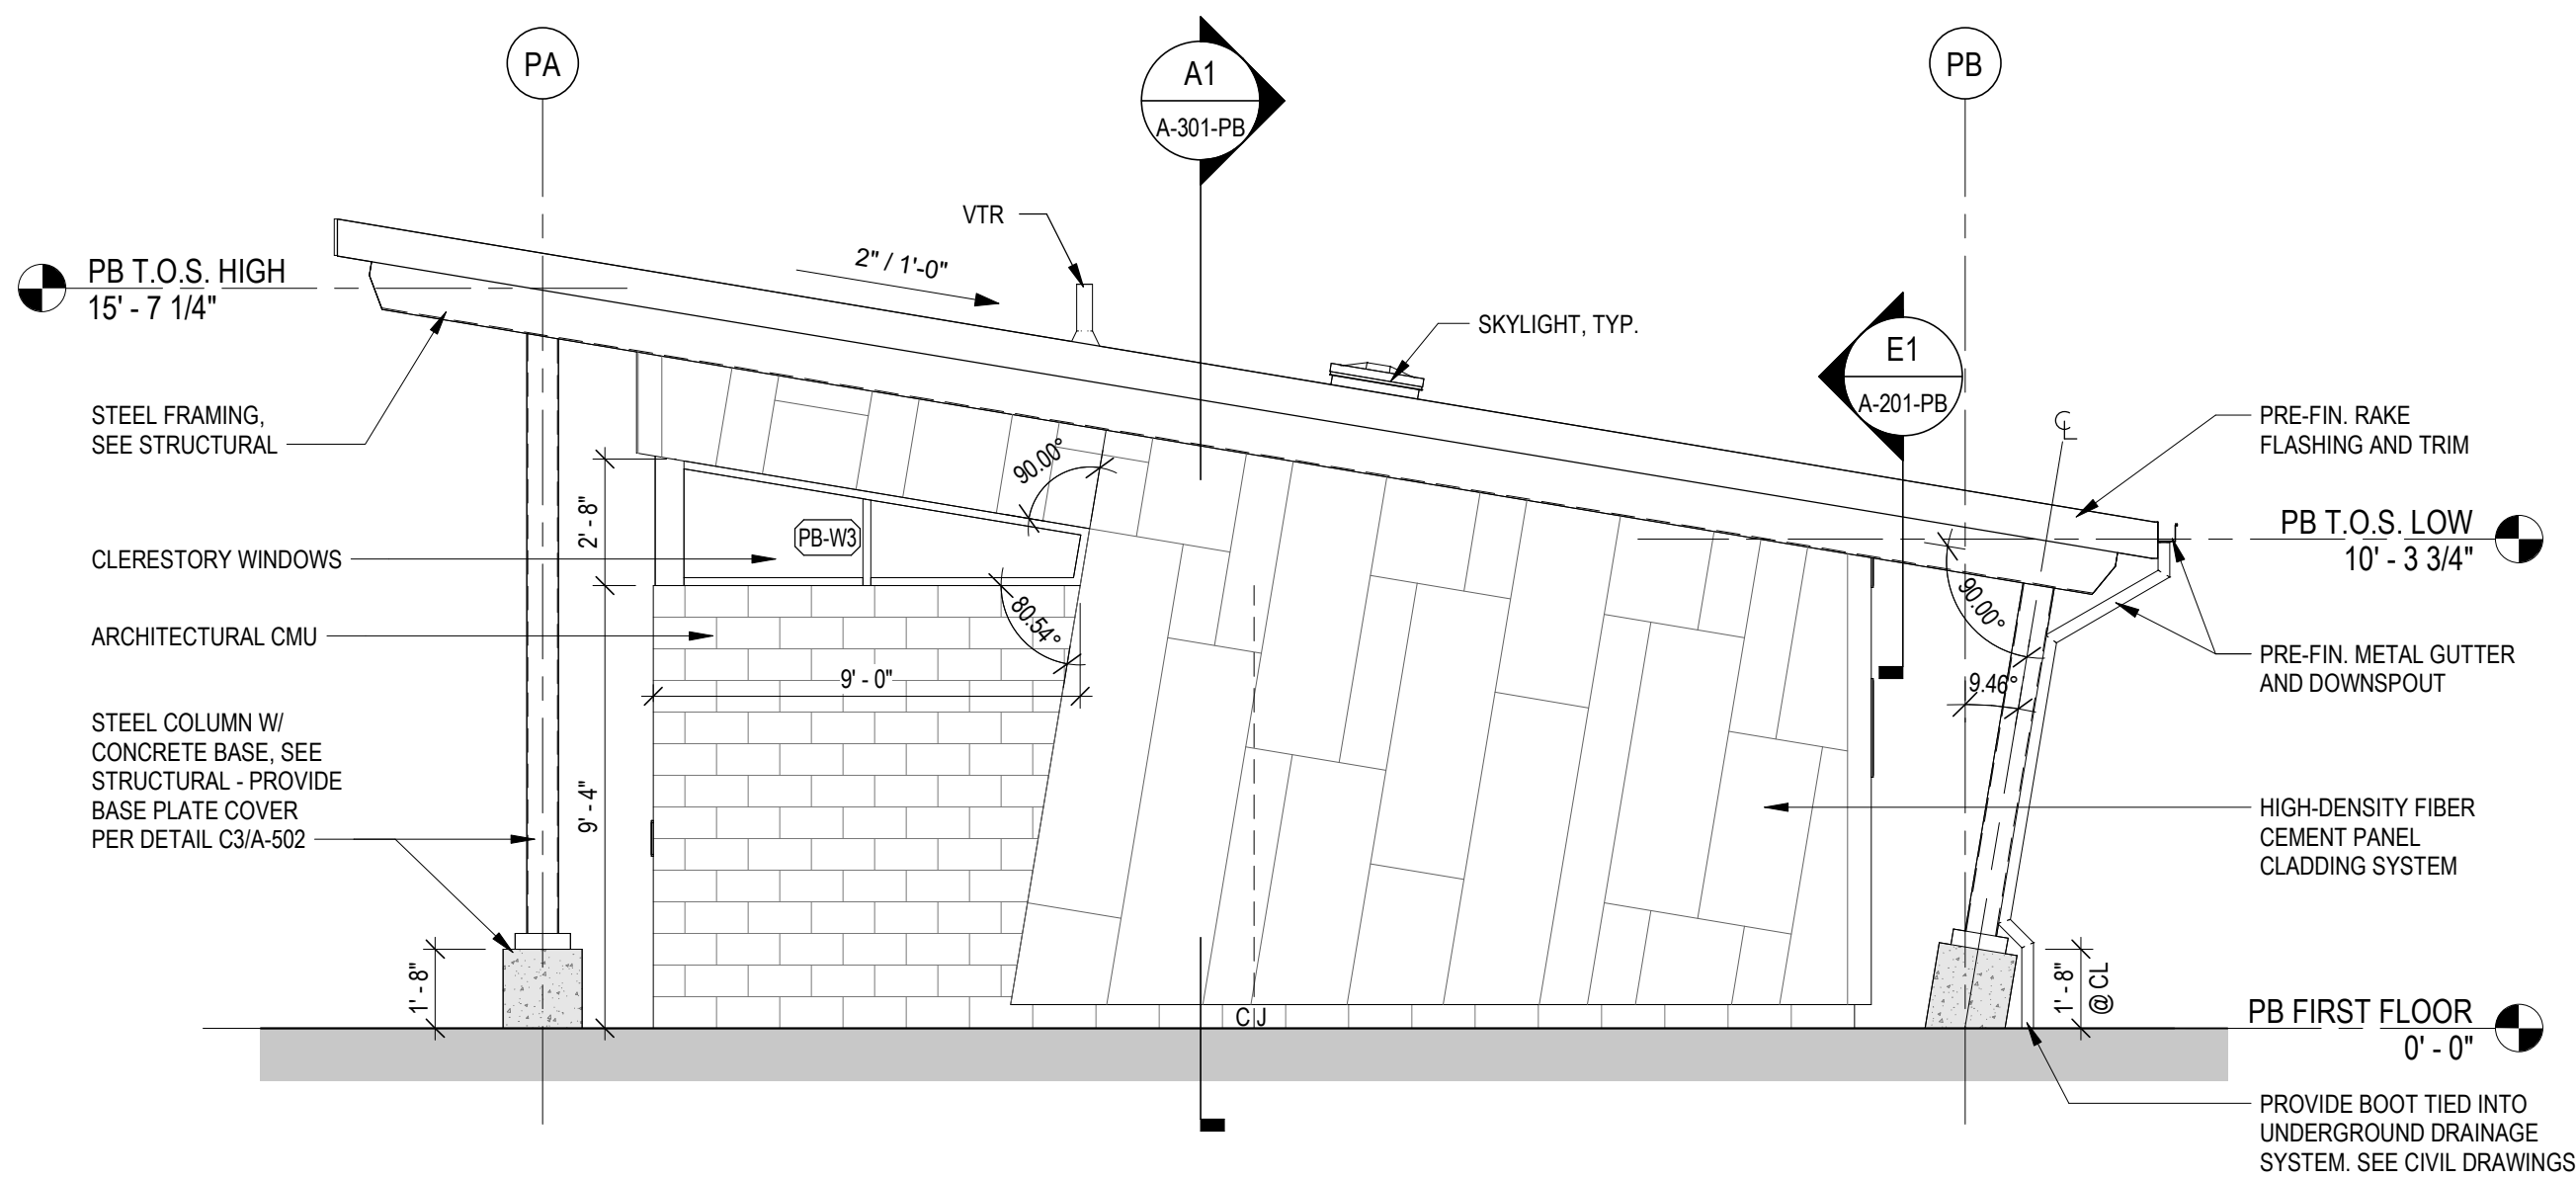 PA
A1
A-301-PB
PB
VTR
2" / 1'-0"
PB T.O.S. HIGH
15' - 7 1/4"
SKYLIGHT, TYP.
E1
A-201-PB
STEEL FRAMING,
SEE STRUCTURAL
℄
PRE-FIN. RAKE
FLASHING AND TRIM
90.00°
2' - 8"
PB-W3
CLERESTORY WINDOWS
PB T.O.S. LOW
10' - 3 3/4"
90.00°
80.54°
ARCHITECTURAL CMU
9' - 0"
9.46°
PRE-FIN. METAL GUTTER
AND DOWNSPOUT
STEEL COLUMN W/
CONCRETE BASE, SEE
STRUCTURAL - PROVIDE
BASE PLATE COVER
PER DETAIL C3/A-502
9' - 4"
HIGH-DENSITY FIBER
CEMENT PANEL
CLADDING SYSTEM
1' - 8"
CJ
1' - 8"
@ CL
PB FIRST FLOOR
0' - 0"
PROVIDE BOOT TIED INTO
UNDERGROUND DRAINAGE
SYSTEM. SEE CIVIL DRAWINGS